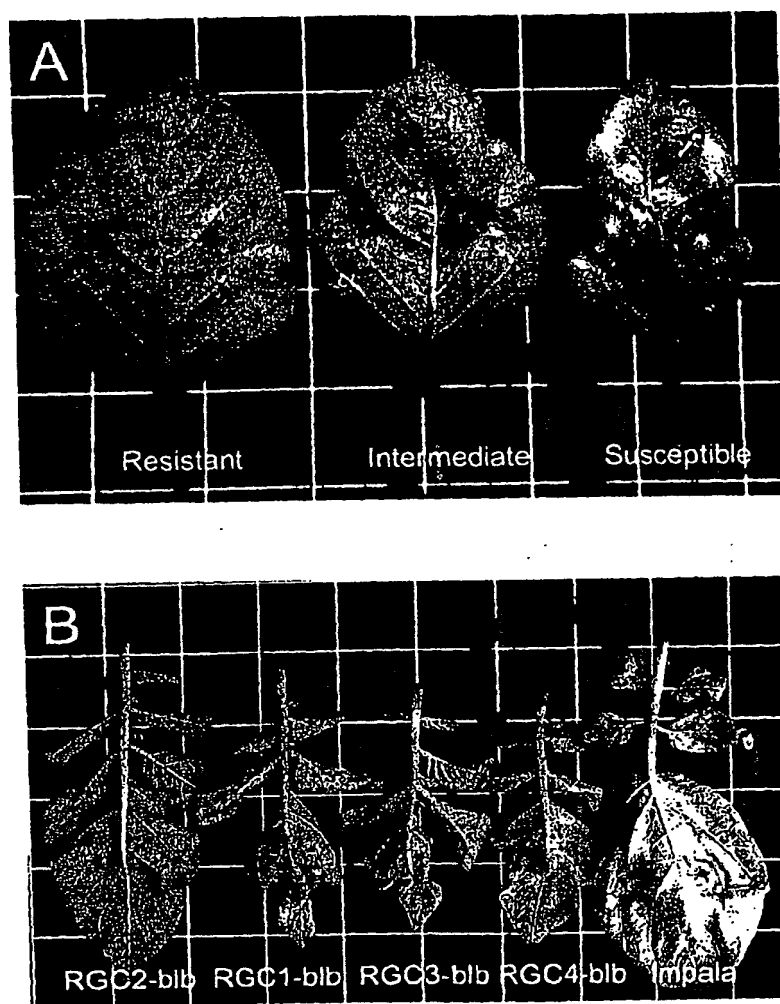 A
Resistant Intermediate Susceptible
B
RGC2-blb RGC1-blb RGC3-blb RGC4-blb Impala